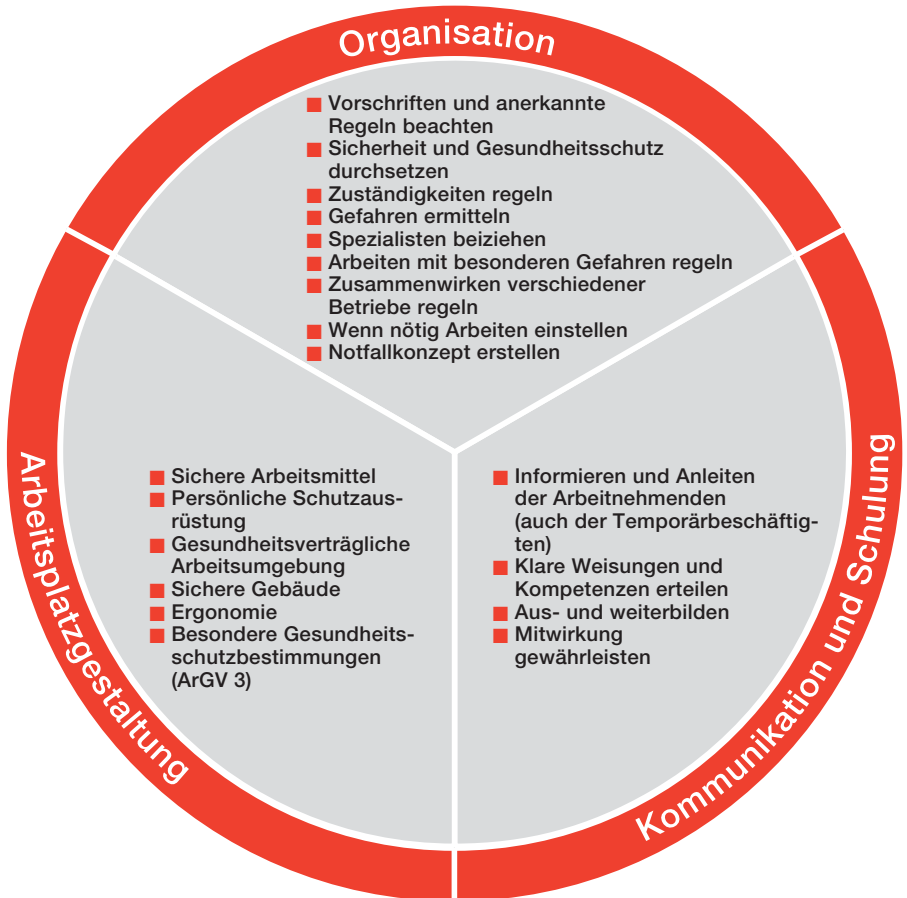 Organisation
Vorschriften und anerkannte
Regeln beachten
Sicherheit und Gesundheitsschutz
durchsetzen
Zuständigkeiten regeln
Gefahren ermitteln
Spezialisten beiziehen
Arbeiten mit besonderen Gefahren regeln
Zusammenwirken verschiedener
Betriebe regeln
Wenn nötig Arbeiten einstellen
Notfallkonzept erstellen
Arbeitsplatzgestaltung
Sichere Arbeitsmittel
Persönliche Schutzaus-
rüstung
Gesundheitsverträgliche
Arbeitsumgebung
Sichere Gebäude
Ergonomie
Besondere Gesundheits-
schutzbestimmungen
(ArGV 3)
Kommunikation und Schulung
Informieren und Anleiten
der Arbeitnehmenden
(auch der Temporärbeschäftig-
ten)
Klare Weisungen und
Kompetenzen erteilen
Aus- und weiterbilden
Mitwirkung
gewährleisten